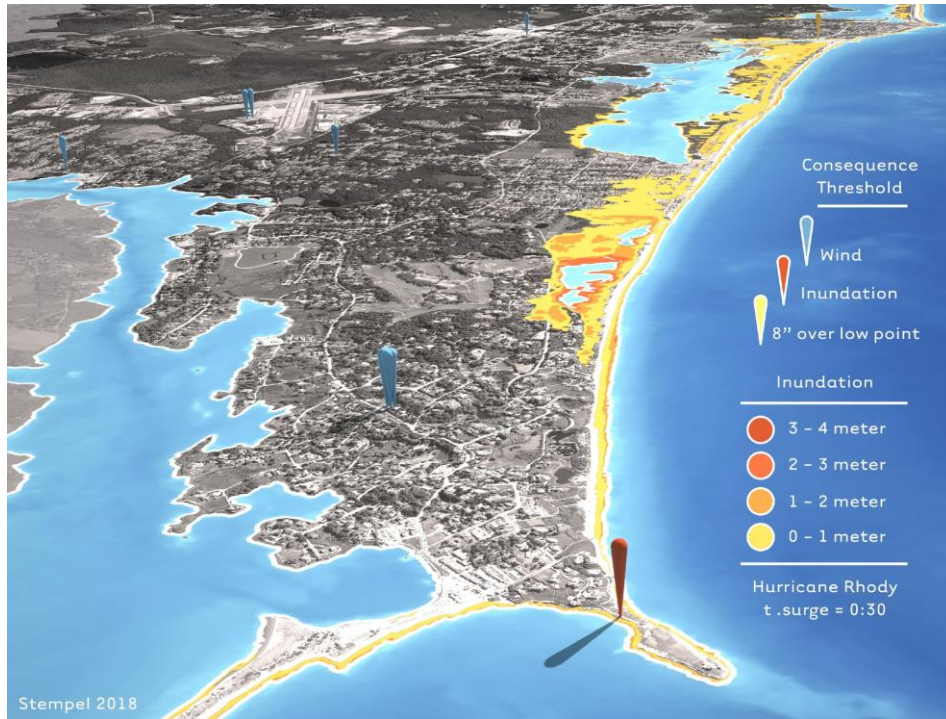 Consequence
Threshold
Wind
Inundation
8” over low point
Inundation
3 – 4 meter
2 – 3 meter
1 – 2 meter
0 – 1 meter
Hurricane Rhody
t .surge = 0:30
Stempel 2018